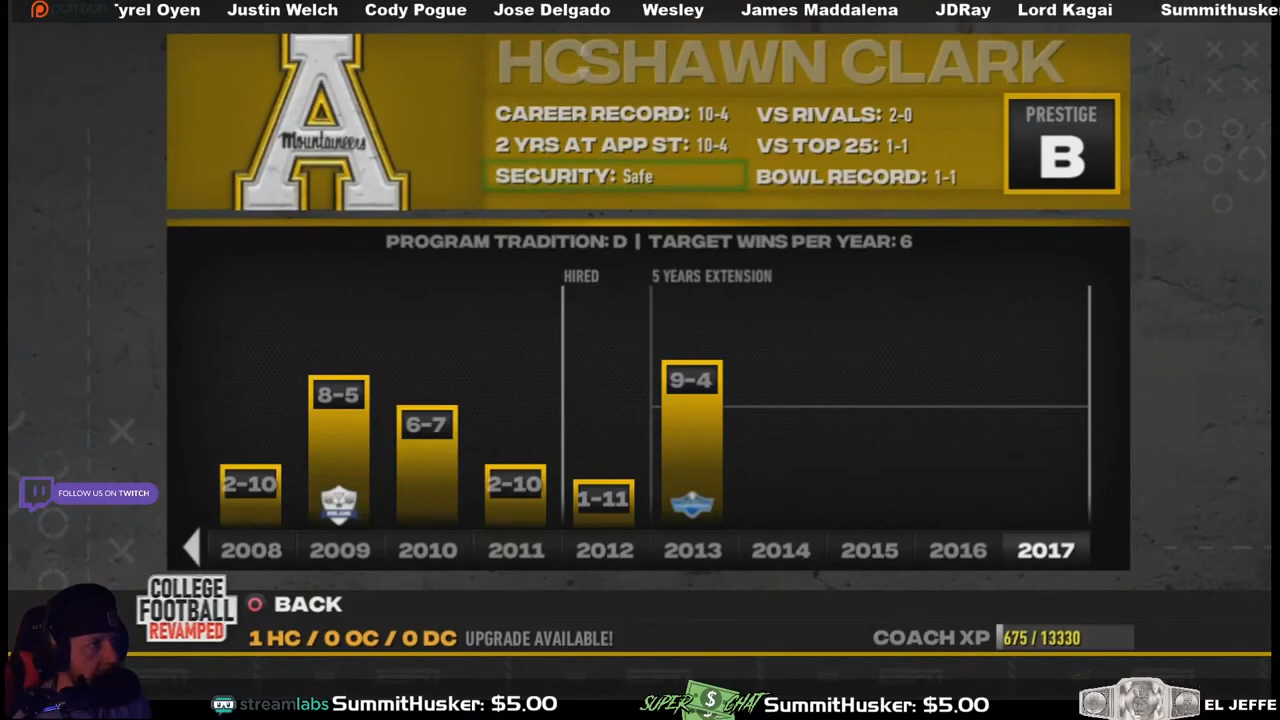 patreon Tyrel Oyen Justin Welch Cody Pogue Jose Delgado Wesley James Maddalena JDRay Lord Kagai Summithusker
HC SHAWN CLARK
CAREER RECORD: 10-4 VS RIVALS: 2-0
2 YRS AT APP ST: 10-4 VS TOP 25: 1-1
SECURITY: Safe BOWL RECORD: 1-1
PRESTIGE
B
A
Mountaineers
PROGRAM TRADITION: D | TARGET WINS PER YEAR: 6
HIRED 5 YEARS EXTENSION
2-10 8-5 6-7 2-10 1-11 9-4
2008 2009 2010 2011 2012 2013 2014 2015 2016 2017
FOLLOW US ON TWITCH
COLLEGE
FOOTBALL
REVAMPED
BACK
1 HC / 0 OC / 0 DC UPGRADE AVAILABLE!
COACH XP 675 / 13330
streamlabs SummitHusker: $5.00
SUPER CHAT SummitHusker: $5.00
EL JEFFE